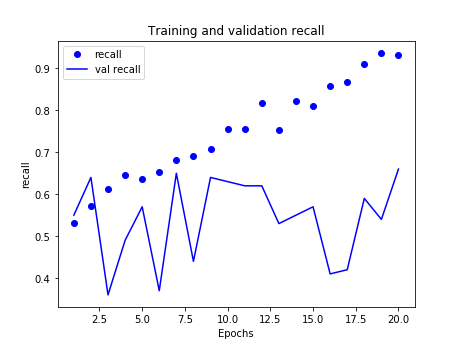 Training and validation recall
recall
val recall
recall
0.9
0.8
0.7
0.6
0.5
0.4
2.5 5.0 7.5 10.0 12.5 15.0 17.5 20.0
Epochs